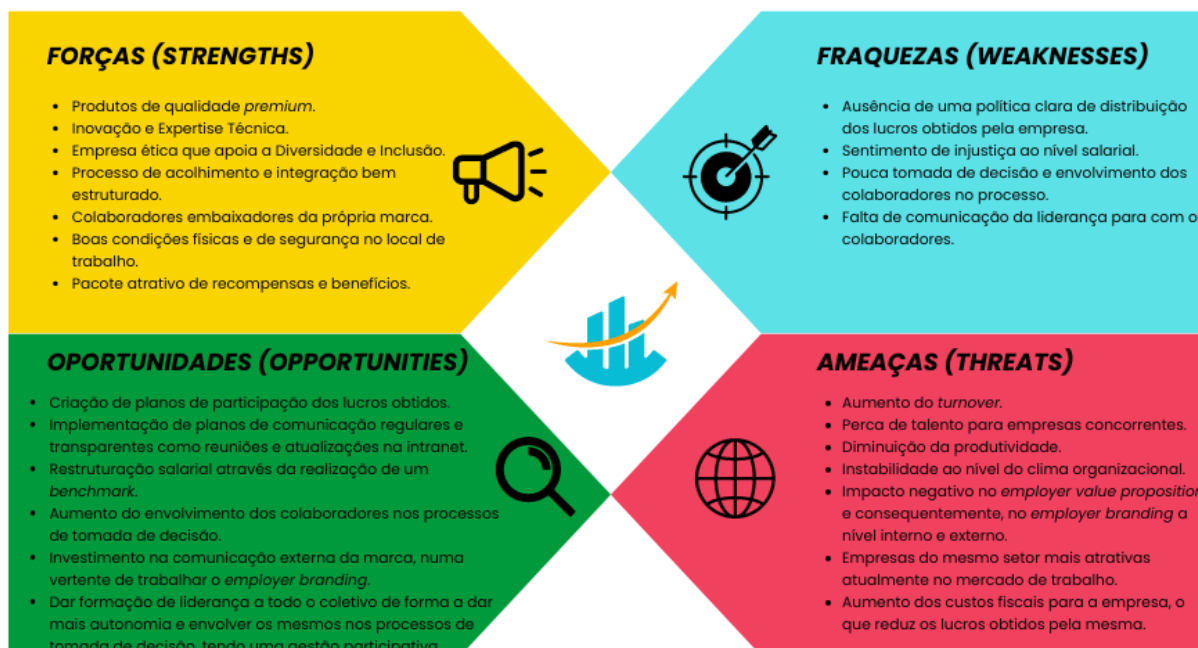 FORÇAS (STRENGTHS)
• Produtos de qualidade premium.
• Inovação e Expertise Técnica.
• Empresa ética que apoia a Diversidade e Inclusão.
• Processo de acolhimento e integração bem
estruturado.
• Colaboradores embaixadores da própria marca.
• Boas condições físicas e de segurança no local de
trabalho.
• Pacote atrativo de recompensas e benefícios.
FRAQUEZAS (WEAKNESSES)
• Ausência de uma política clara de distribuição
dos lucros obtidos pela empresa.
• Sentimento de injustiça ao nível salarial.
• Pouca tomada de decisão e envolvimento dos
colaboradores no processo.
• Falta de comunicação da liderança para com o
colaboradores.
OPORTUNIDADES (OPPORTUNITIES)
• Criação de planos de participação dos lucros obtidos.
• Implementação de planos de comunicação regulares e
transparentes como reuniões e atualizações na intranet.
• Restruturação salarial através da realização de um
benchmark.
• Aumento do envolvimento dos colaboradores nos processos
de tomada de decisão.
• Investimento na comunicação externa da marca, numa
vertente de trabalhar o employer branding.
• Dar formação de liderança a todo o coletivo de forma a dar
mais autonomia e envolver os mesmos nos processos de
tomada de decisão, tendo uma gestão participativa
AMEAÇAS (THREATS)
• Aumento do turnover.
• Perca de talento para empresas concorrentes.
• Diminuição da produtividade.
• Instabilidade ao nível do clima organizacional.
• Impacto negativo no employer value proposition
e consequentemente, no employer branding a
nível interno e externo.
• Empresas do mesmo setor mais atrativas
atualmente no mercado de trabalho.
• Aumento dos custos fiscais para a empresa, o
que reduz os lucros obtidos pela mesma.